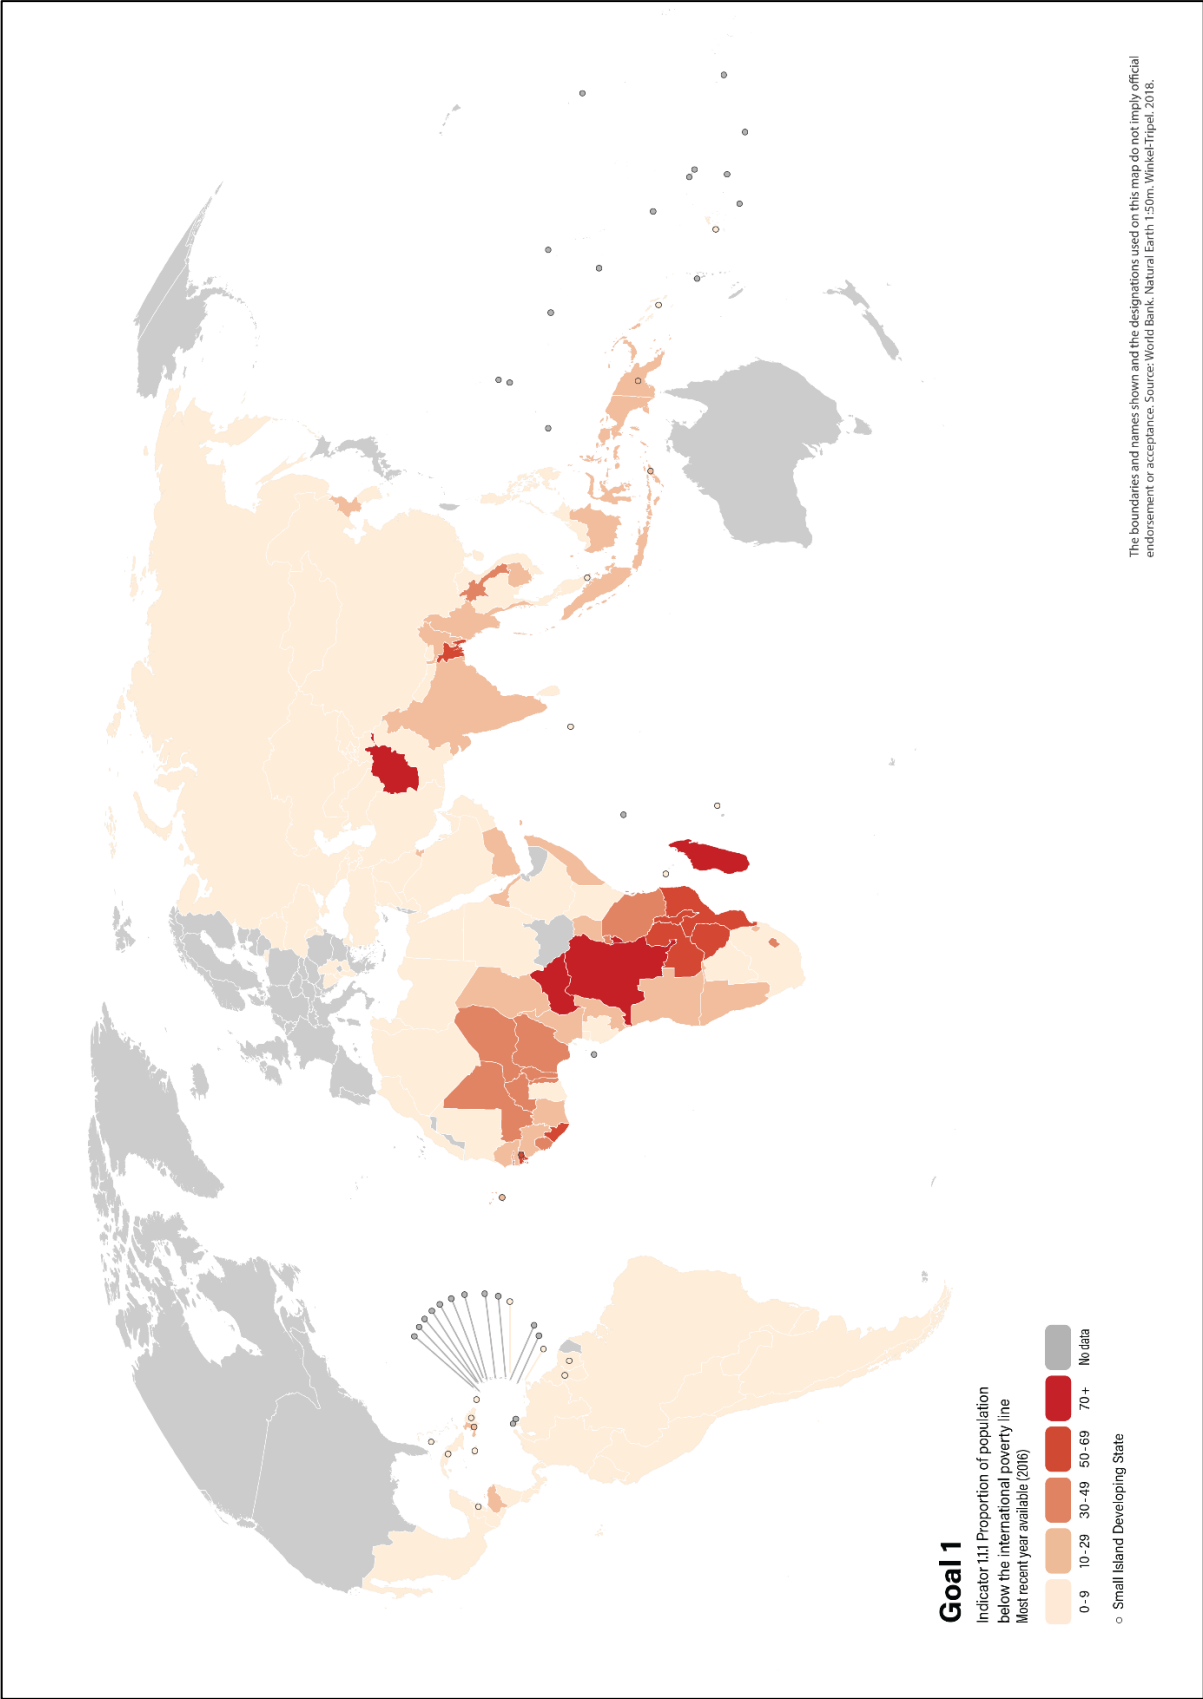 Goal 1
Indicator 1.1.1 Proportion of population
below the international poverty line
Most recent year available (2016)
0 - 9
10 - 29
30 - 49
50 - 69
70 +
No data
Small Island Developing State
The boundaries and names shown and the designations used on this map do not imply official
endorsement or acceptance. Source: World Bank. Natural Earth 1:50m. Winkel-Tripel. 2018.